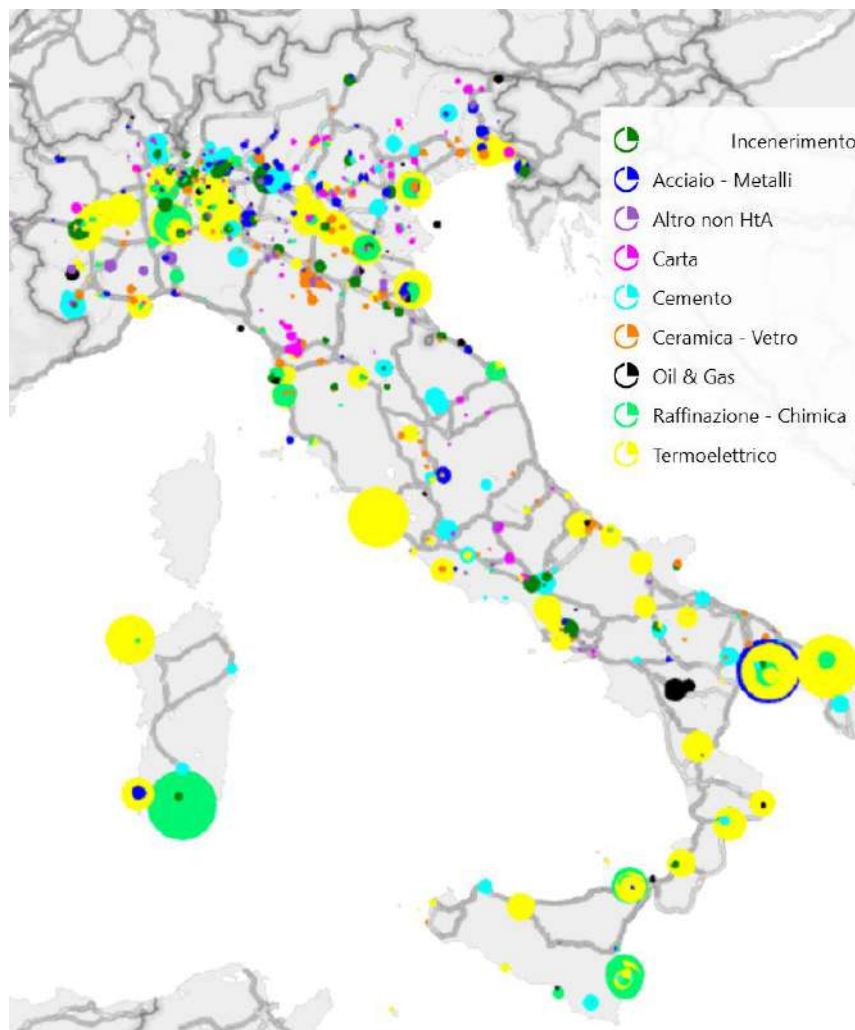 Incenerimento
Acciaio - Metalli
Altro non HtA
Carta
Cemento
Ceramica - Vetro
Oil & Gas
Raffinazione - Chimica
Termoelettrico